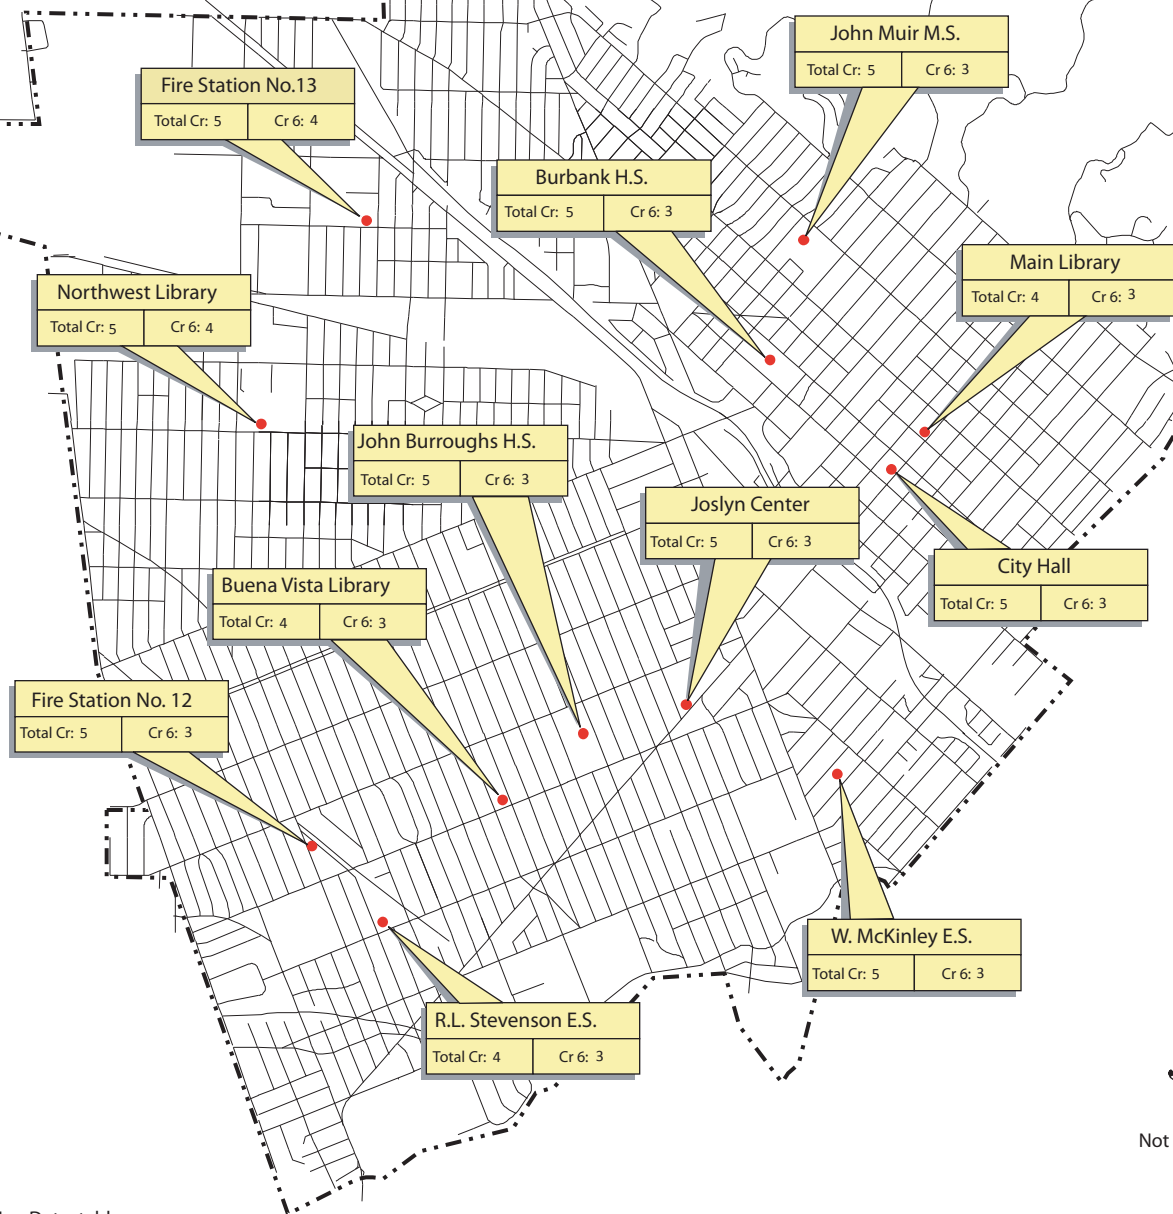 John Muir M.S.
Total Cr: 5 Cr 6: 3
Fire Station No.13
Total Cr: 5 Cr 6: 4
Burbank H.S.
Total Cr: 5 Cr 6: 3
Main Library
Total Cr: 4 Cr 6: 3
Northwest Library
Total Cr: 5 Cr 6: 4
John Burroughs H.S.
Total Cr: 5 Cr 6: 3
Joslyn Center
Total Cr: 5 Cr 6: 3
City Hall
Total Cr: 5 Cr 6: 3
Buena Vista Library
Total Cr: 4 Cr 6: 3
Fire Station No. 12
Total Cr: 5 Cr 6: 3
W. McKinley E.S.
Total Cr: 5 Cr 6: 3
R.L. Stevenson E.S.
Total Cr: 4 Cr 6: 3
Not